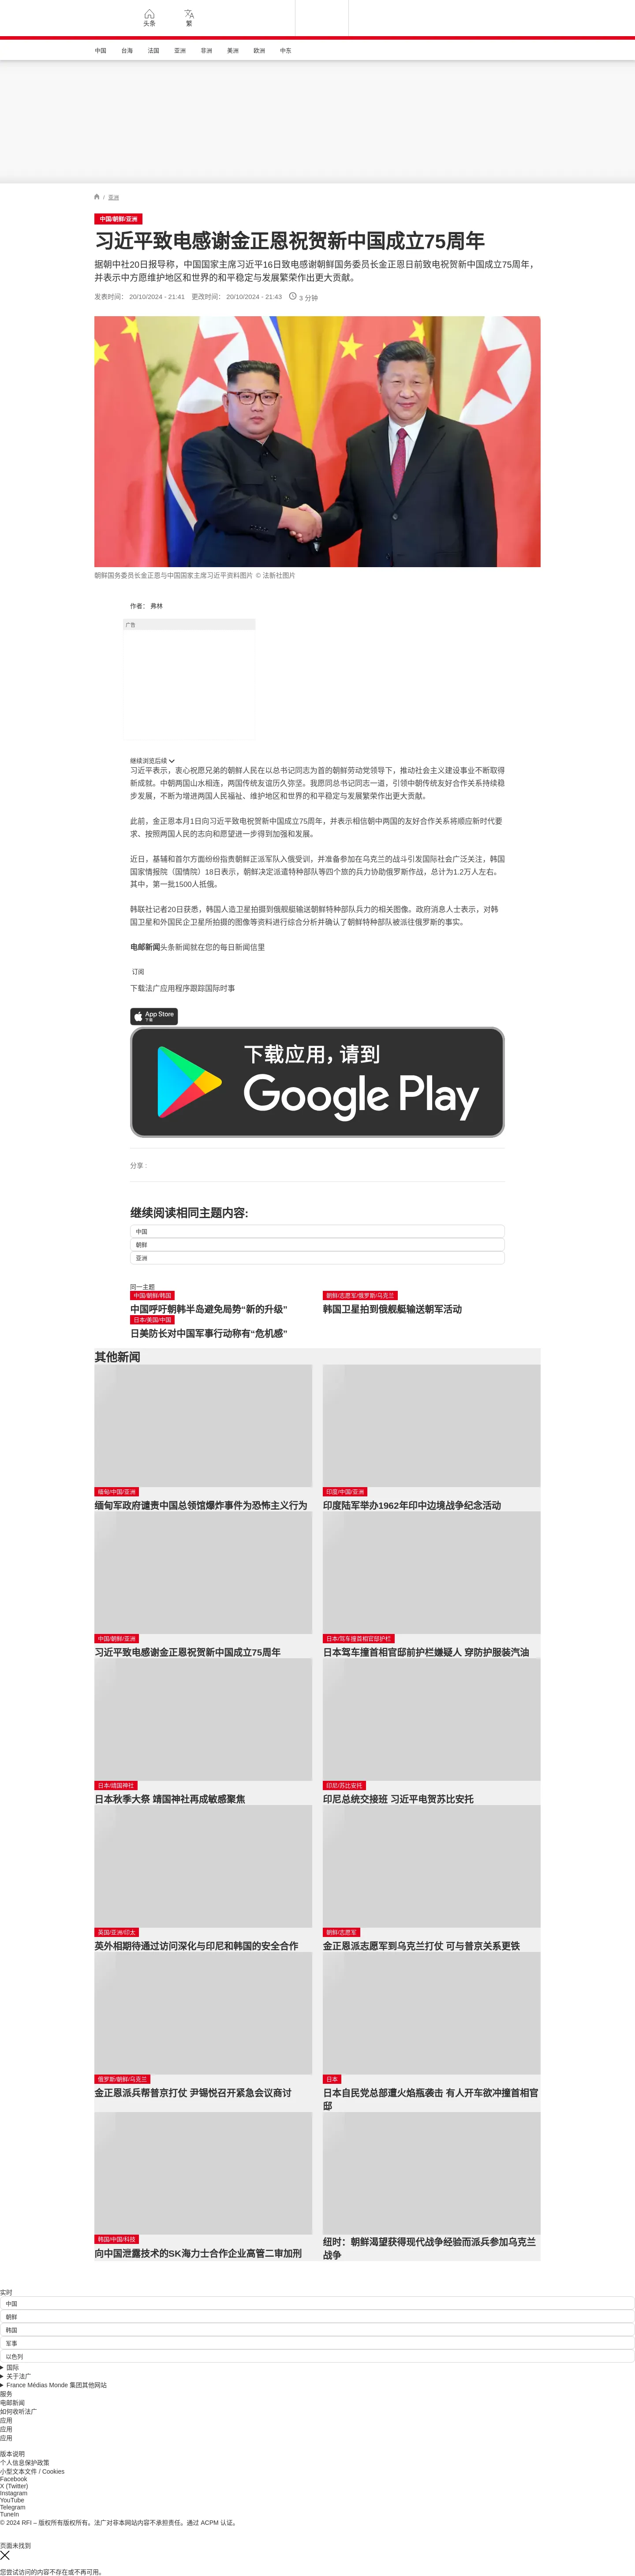 头条
繁
中国
台海
法国
亚洲
非洲
美洲
欧洲
中东
/ 亚洲
中国/朝鲜/亚洲
习近平致电感谢金正恩祝贺新中国成立75周年
据朝中社20日报导称，中国国家主席习近平16日致电感谢朝鲜国务委员长金正恩日前致电祝贺新中国成立75周年，
并表示中方愿维护地区和世界的和平稳定与发展繁荣作出更大贡献。
发表时间： 20/10/2024 - 21:41 更改时间： 20/10/2024 - 21:43 3 分钟
朝鲜国务委员长金正恩与中国国家主席习近平资料图片 © 法新社图片
作者： 弗林
广告
继续浏览后续
习近平表示，衷心祝愿兄弟的朝鲜人民在以总书记同志为首的朝鲜劳动党领导下，推动社会主义建设事业不断取得
新成就。中朝两国山水相连，两国传统友谊历久弥坚。我愿同总书记同志一道，引领中朝传统友好合作关系持续稳
步发展，不断为增进两国人民福祉、维护地区和世界的和平稳定与发展繁荣作出更大贡献。
此前，金正恩本月1日向习近平致电祝贺新中国成立75周年，并表示相信朝中两国的友好合作关系将顺应新时代要
求、按照两国人民的志向和愿望进一步得到加强和发展。
近日，基辅和首尔方面纷纷指责朝鲜正派军队入俄受训，并准备参加在乌克兰的战斗引发国际社会广泛关注，韩国
国家情报院（国情院）18日表示，朝鲜决定派遣特种部队等四个旅的兵力协助俄罗斯作战，总计为1.2万人左右。
其中，第一批1500人抵俄。
韩联社记者20日获悉，韩国人造卫星拍摄到俄舰艇输送朝鲜特种部队兵力的相关图像。政府消息人士表示，对韩
国卫星和外国民企卫星所拍摄的图像等资料进行综合分析并确认了朝鲜特种部队被派往俄罗斯的事实。
电邮新闻头条新闻就在您的每日新闻信里
订阅
下载法广应用程序跟踪国际时事
App Store
下载
下载应用，请到
Google Play
分享 :
继续阅读相同主题内容:
中国
朝鲜
亚洲
同一主题
中国/朝鲜/韩国
中国呼吁朝韩半岛避免局势“新的升级”
朝鲜/志愿军/俄罗斯/乌克兰
韩国卫星拍到俄舰艇输送朝军活动
日本/美国/中国
日美防长对中国军事行动称有“危机感”
其他新闻
缅甸/中国/亚洲
缅甸军政府谴责中国总领馆爆炸事件为恐怖主义行为
印度/中国/亚洲
印度陆军举办1962年印中边境战争纪念活动
中国/朝鲜/亚洲
习近平致电感谢金正恩祝贺新中国成立75周年
日本/驾车撞首相官邸护栏
日本驾车撞首相官邸前护栏嫌疑人 穿防护服装汽油
日本/靖国神社
日本秋季大祭 靖国神社再成敏感聚焦
印尼/苏比安托
印尼总统交接班 习近平电贺苏比安托
英国/亚洲/印太
英外相期待通过访问深化与印尼和韩国的安全合作
朝鲜/志愿军
金正恩派志愿军到乌克兰打仗 可与普京关系更铁
俄罗斯/朝鲜/乌克兰
金正恩派兵帮普京打仗 尹锡悦召开紧急会议商讨
日本
日本自民党总部遭火焰瓶袭击 有人开车欲冲撞首相官
邸
韩国/中国/科技
向中国泄露技术的SK海力士合作企业高管二审加刑
纽时：朝鲜渴望获得现代战争经验而派兵参加乌克兰
战争
实时
中国
朝鲜
韩国
军事
以色列
国际
关于法广
France Médias Monde 集团其他网站
服务
电邮新闻
如何收听法广
应用
应用
应用
版本说明
个人信息保护政策
小型文本文件 / Cookies
Facebook
X (Twitter)
Instagram
YouTube
Telegram
TuneIn
© 2024 RFI – 版权所有版权所有。法广对非本网站内容不承担责任。通过 ACPM 认证。
页面未找到
您尝试访问的内容不存在或不再可用。